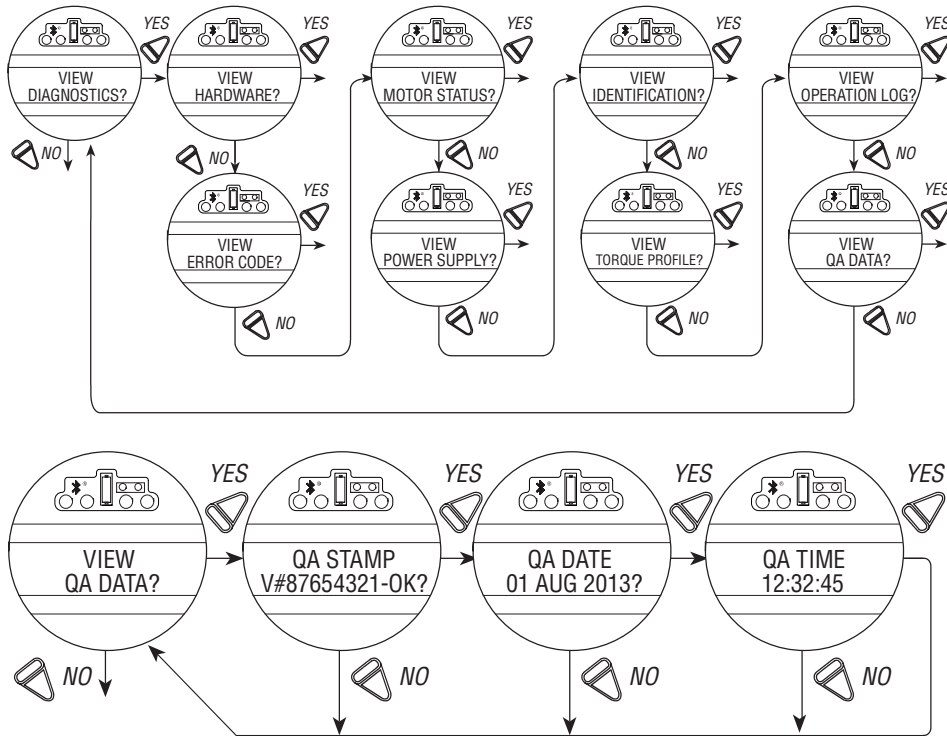 YES
YES
YES
YES
YES
VIEW
DIAGNOSTICS?
VIEW
HARDWARE?
VIEW
MOTOR STATUS?
VIEW
IDENTIFICATION?
VIEW
OPERATION LOG?
NO
NO
NO
NO
NO
YES
YES
YES
YES
VIEW
ERROR CODE?
VIEW
POWER SUPPLY?
VIEW
TORQUE PROFILE?
VIEW
QA DATA?
NO
NO
NO
NO
YES
YES
YES
YES
VIEW
QA DATA?
QA STAMP
V#87654321-OK?
QA DATE
01 AUG 2013?
QA TIME
12:32:45
NO
NO
NO
NO